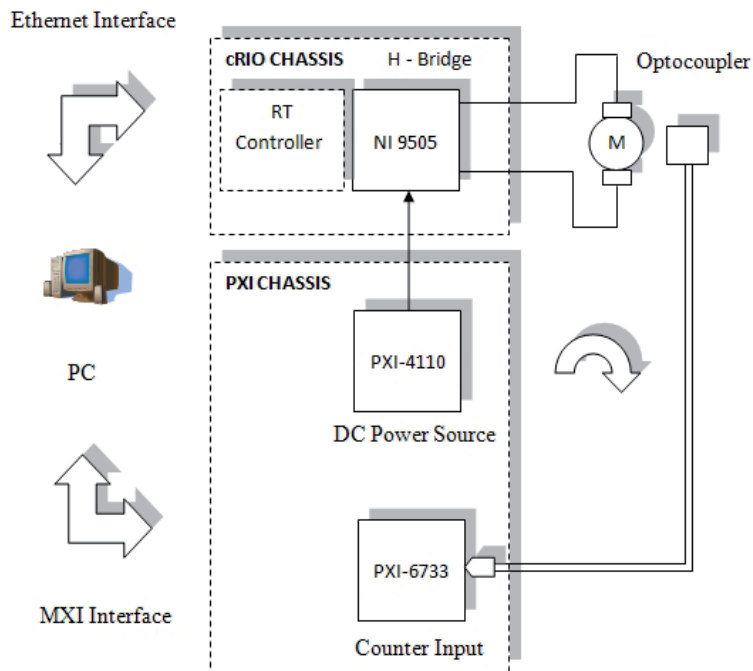 Ethernet Interface
cRIO CHASSIS
H - Bridge
Optocoupler
RT
Controller
NI 9505
M
PXI CHASSIS
PXI-4110
PC
DC Power Source
PXI-6733
MXI Interface
Counter Input